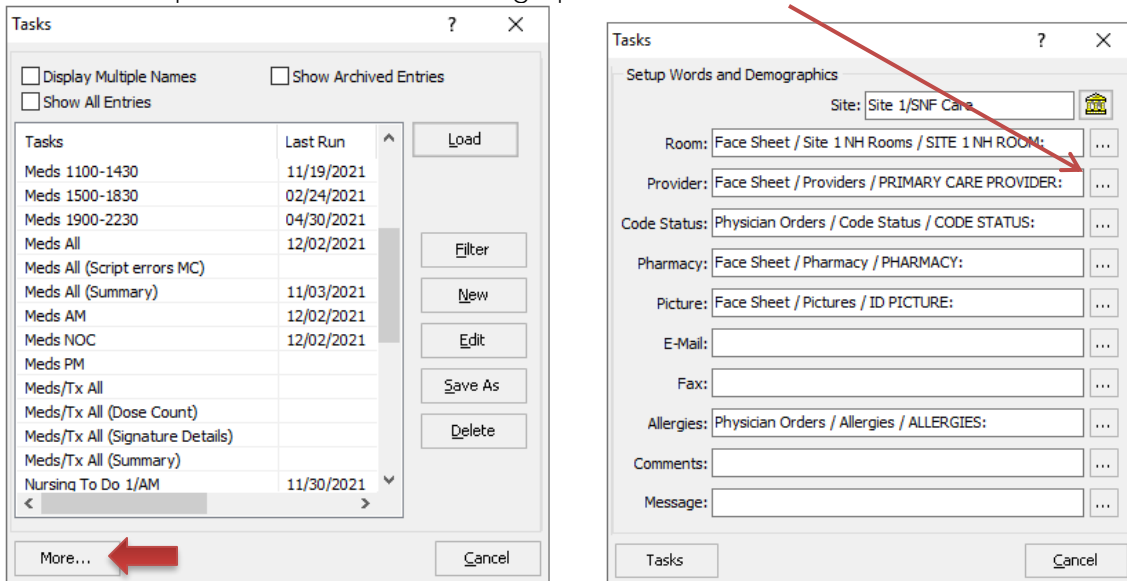 Tasks
? ×
Display Multiple Names Show Archived Entries
Show All Entries
Tasks Last Run
Meds 1100-1430 11/19/2021
Meds 1500-1830 02/24/2021
Meds 1900-2230 04/30/2021
Meds All 12/02/2021
Meds All (Script errors MC)
Meds All (Summary) 11/03/2021
Meds AM 12/02/2021
Meds NOC 12/02/2021
Meds PM
Meds/Tx All
Meds/Tx All (Dose Count)
Meds/Tx All (Signature Details)
Meds/Tx All (Summary)
Nursing To Do 1/AM 11/30/2021
Load
Filter
New
Edit
Save As
Delete
More...
Cancel
Tasks
? ×
Setup Words and Demographics
Site: Site 1/SNF Care
Room: Face Sheet / Site 1 NH Rooms / SITE 1 NH ROOM: ...
Provider: Face Sheet / Providers / PRIMARY CARE PROVIDER: ...
Code Status: Physician Orders / Code Status / CODE STATUS: ...
Pharmacy: Face Sheet / Pharmacy / PHARMACY: ...
Picture: Face Sheet / Pictures / ID PICTURE: ...
E-Mail: ...
Fax: ...
Allergies: Physician Orders / Allergies / ALLERGIES: ...
Comments: ...
Message: ...
Tasks
Cancel